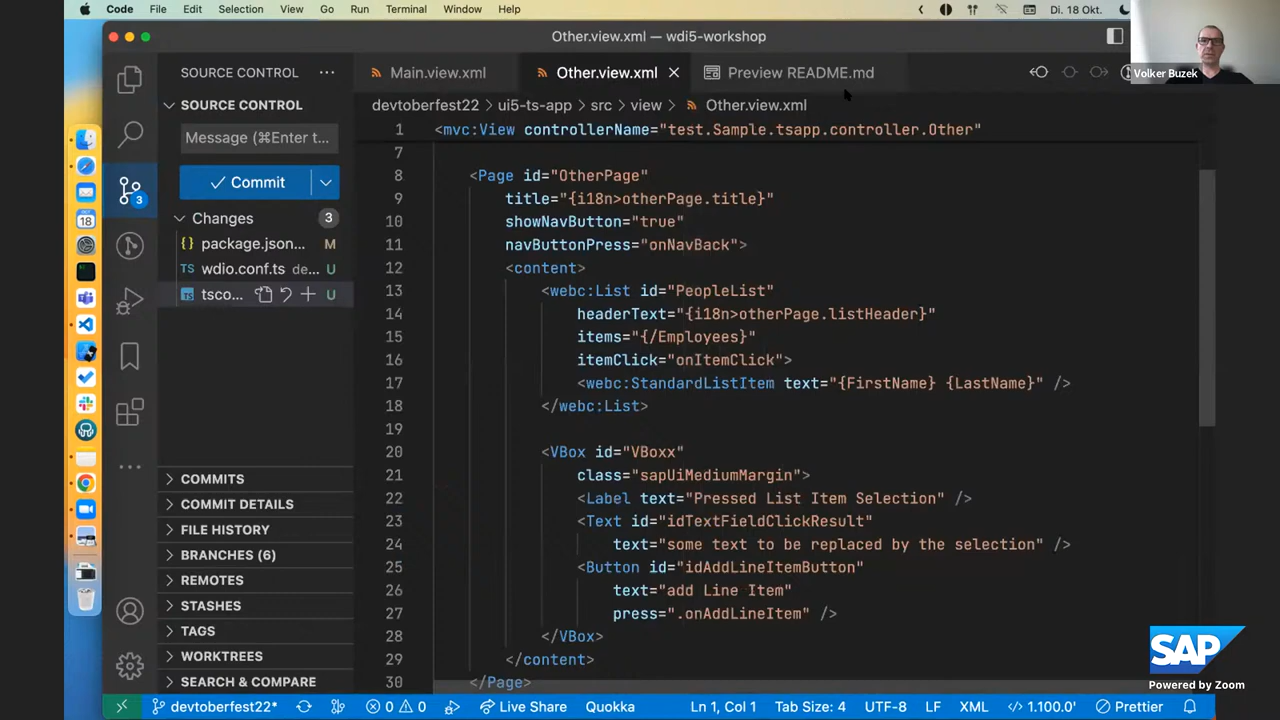 Code File Edit Selection View Go Run Terminal Window Help Di. 18 Okt.
Other.view.xml — wdi5-workshop
Volker Buzek
SOURCE CONTROL ···
Main.view.xml
Other.view.xml
Preview README.md
SOURCE CONTROL
devtoberfest22 > ui5-ts-app > src > view > Other.view.xml
Message (⌘Enter t...
Commit
Changes 3
package.json... M
wdio.conf.ts de... U
tsco... U
3
18
COMMITS
COMMIT DETAILS
FILE HISTORY
BRANCHES (6)
REMOTES
STASHES
TAGS
WORKTREES
SEARCH & COMPARE
1 <mvc:View controllerName="test.Sample.tsapp.controller.Other"
7
8 <Page id="OtherPage"
9 title="{i18n>otherPage.title}"
10 showNavButton="true"
11 navButtonPress="onNavBack">
12 <content>
13 <webc:List id="PeopleList"
14 headerText="{i18n>otherPage.listHeader}"
15 items="{/Employees}"
16 itemClick="onItemClick">
17 <webc:StandardListItem text="{FirstName} {LastName}" />
18 </webc:List>
19
20 <VBox id="VBoxx"
21 class="sapUiMediumMargin">
22 <Label text="Pressed List Item Selection" />
23 <Text id="idTextFieldClickResult"
24 text="some text to be replaced by the selection" />
25 <Button id="idAddLineItemButton"
26 text="add Line Item"
27 press=".onAddLineItem" />
28 </VBox>
29 </content>
30 </Page>
SAP
Powered by Zoom
devtoberfest22* 0 0 Live Share Quokka Ln 1, Col 1 Tab Size: 4 UTF-8 LF XML 1.100.0' Prettier